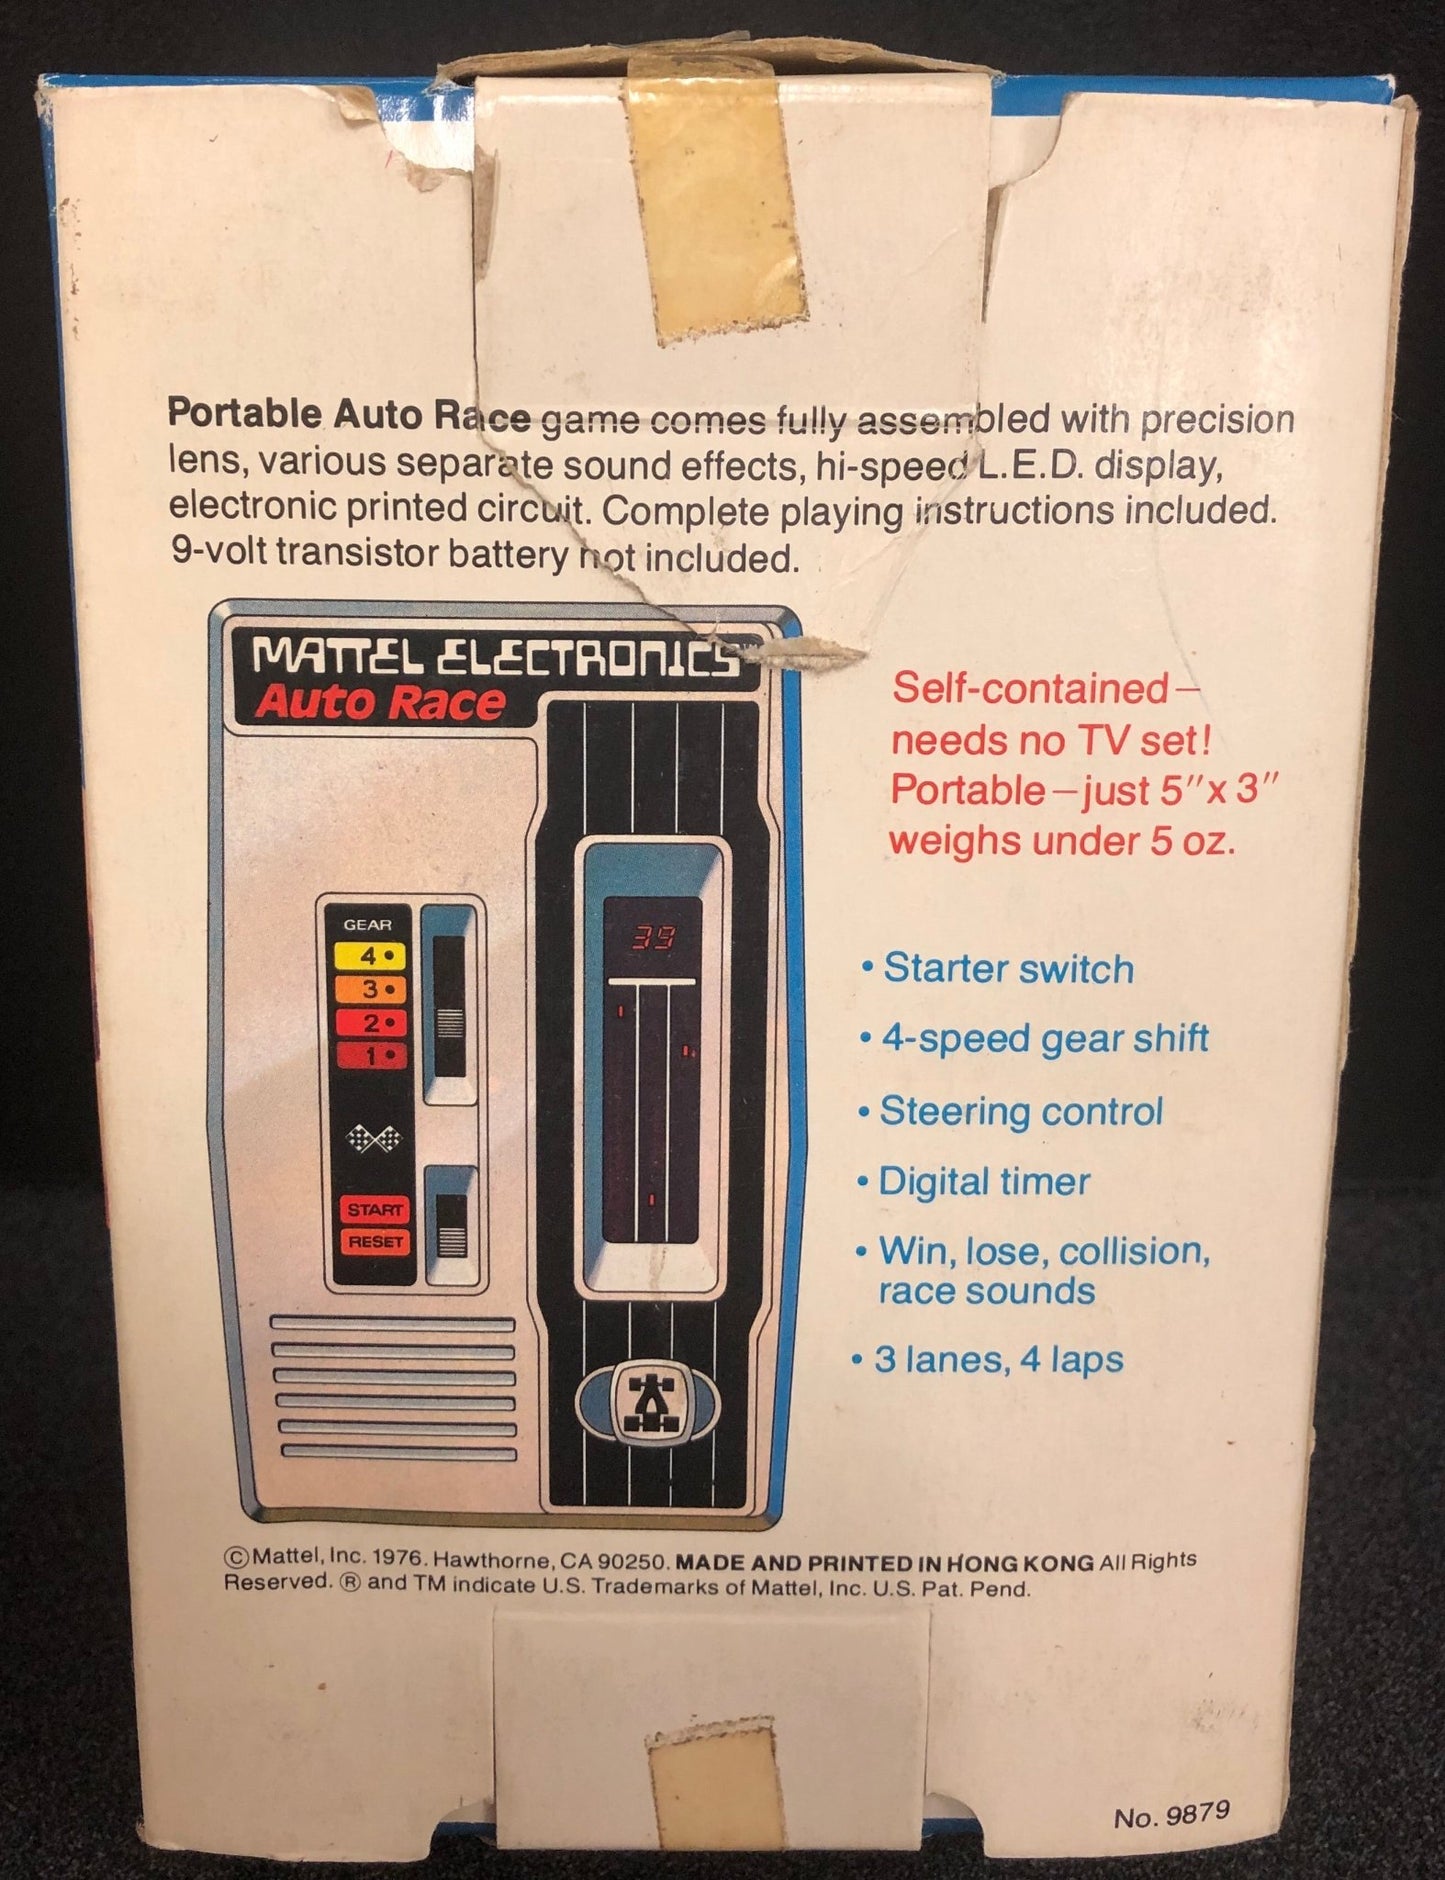 Portable Auto Race game comes fully assembled with precision
lens, various separate sound effects, hi-speed L.E.D. display,
electronic printed circuit. Complete playing instructions included.
9-volt transistor battery not included.
MATTEL ELECTRONICS™
Auto Race
Self-contained—
needs no TV set!
Portable—just 5"x 3"
weighs under 5 oz.
39
GEAR
4•
3•
2•
1•
START
RESET
• Starter switch
• 4-speed gear shift
• Steering control
• Digital timer
• Win, lose, collision,
race sounds
• 3 lanes, 4 laps
©Mattel, Inc. 1976. Hawthorne, CA 90250. MADE AND PRINTED IN HONG KONG All Rights
Reserved. ® and TM indicate U.S. Trademarks of Mattel, Inc. U.S. Pat. Pend.
No. 9879